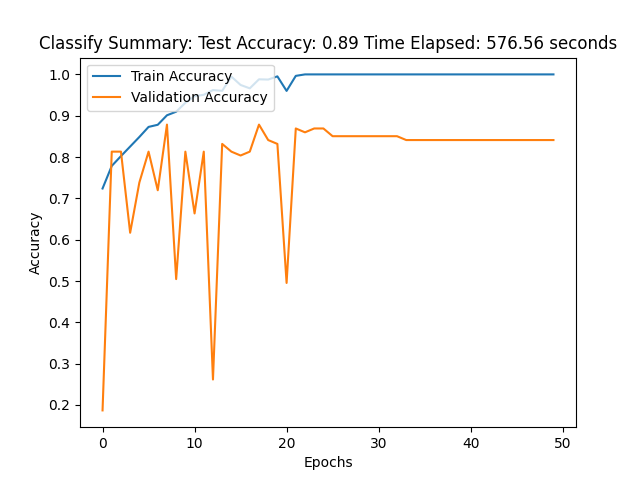 Classify Summary: Test Accuracy: 0.89 Time Elapsed: 576.56 seconds
Train Accuracy
Validation Accuracy
1.0
0.9
0.8
0.7
0.6
0.5
0.4
0.3
0.2
Accuracy
0 10 20 30 40 50
Epochs